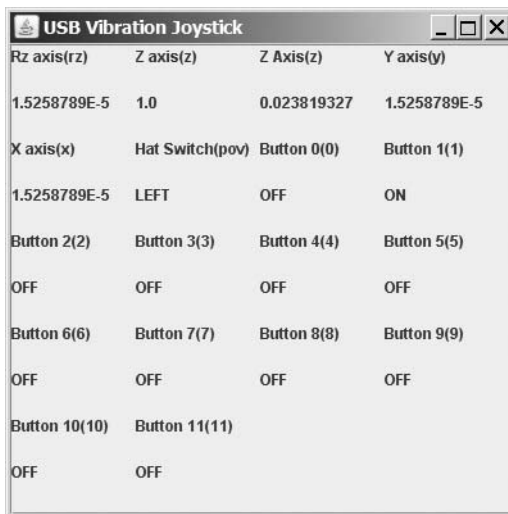 USB Vibration Joystick
Rz axis(rz) Z axis(z) Z Axis(z) Y axis(y)
1.5258789E-5 1.0 0.023819327 1.5258789E-5
X axis(x) Hat Switch(pov) Button 0(0) Button 1(1)
1.5258789E-5 LEFT OFF ON
Button 2(2) Button 3(3) Button 4(4) Button 5(5)
OFF OFF OFF OFF
Button 6(6) Button 7(7) Button 8(8) Button 9(9)
OFF OFF OFF OFF
Button 10(10) Button 11(11)
OFF OFF